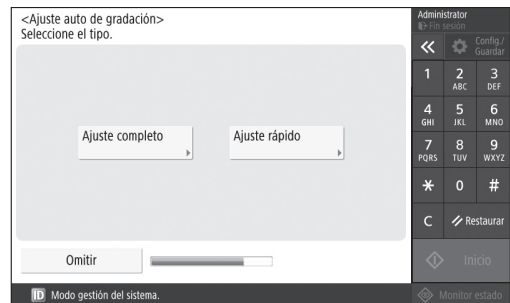 <Ajuste auto de gradación>
Seleccione el tipo.
Ajuste completo
Ajuste rápido
Omitir
ID Modo gestión del sistema.
Administrator
Fin sesión
Config./
Guardar
1 2 3
ABC DEF
4 5 6
GHI JKL MNO
7 8 9
PQRS TUV WXYZ
* 0 #
C Restaurar
Inicio
Monitor estado